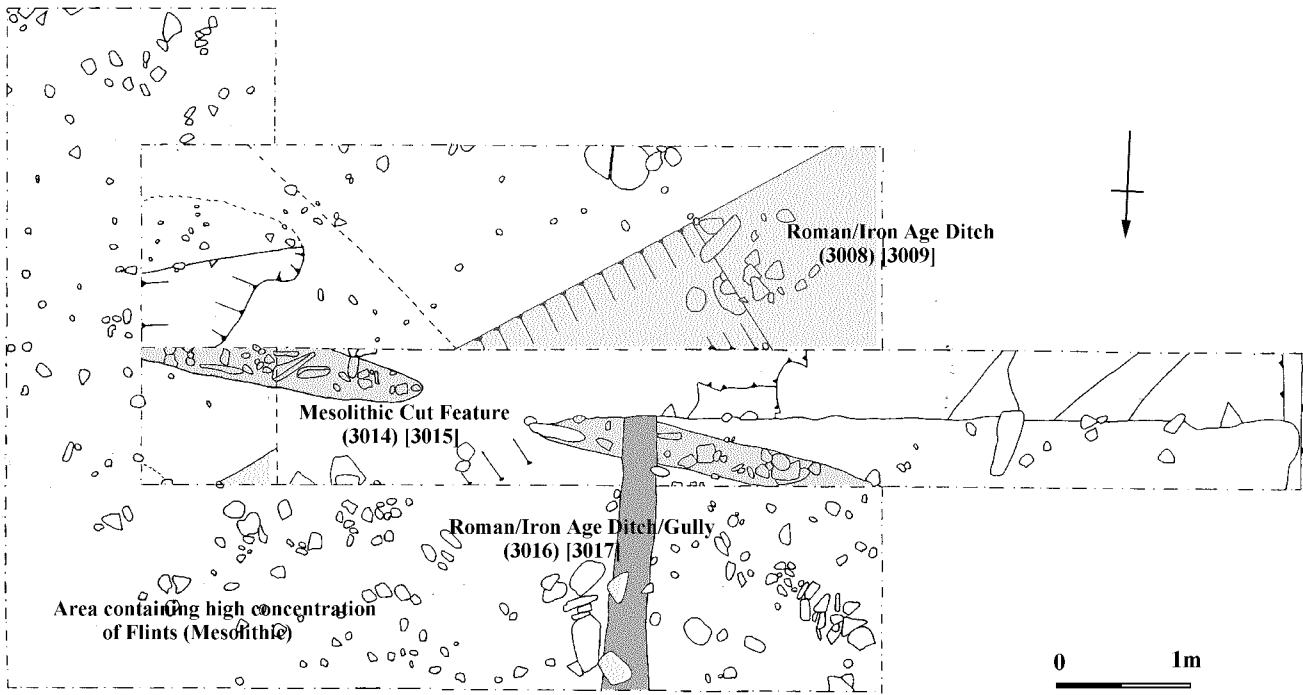 Roman/Iron Age Ditch
(3008) [3009]
Mesolithic Cut Feature
(3014) [3015]
Roman/Iron Age Ditch/Gully
(3016) [3017]
Area containing high concentration
of Flints (Mesolithic)
0 1m